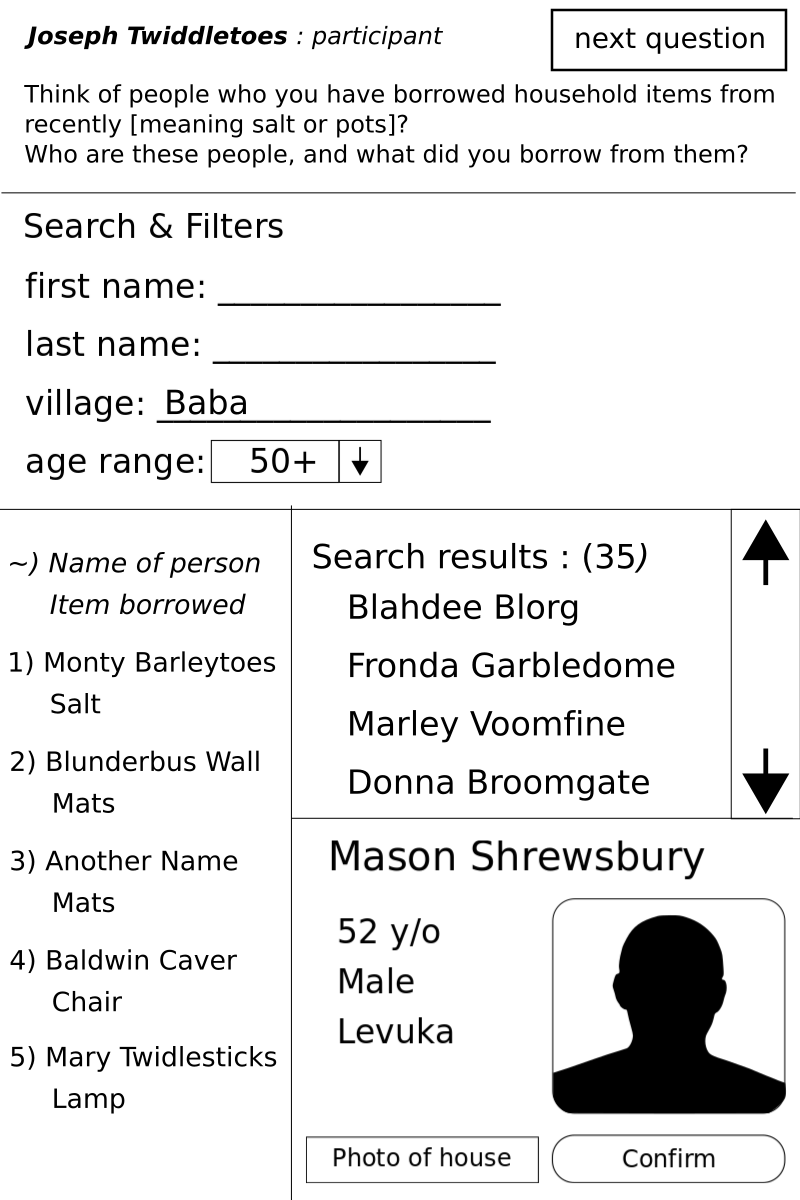 Joseph Twiddletoes : participant
next question
Think of people who you have borrowed household items from
recently [meaning salt or pots]?
Who are these people, and what did you borrow from them?
Search & Filters
first name: _________________
last name: _________________
village: Baba
age range: 50+
~) Name of person
Item borrowed
1) Monty Barleytoes
Salt
2) Blunderbus Wall
Mats
3) Another Name
Mats
4) Baldwin Caver
Chair
5) Mary Twidlesticks
Lamp
Search results : (35)
Blahdee Blorg
Fronda Garbledome
Marley Voomfine
Donna Broomgate
Mason Shrewsbury
52 y/o
Male
Levuka
Photo of house
Confirm